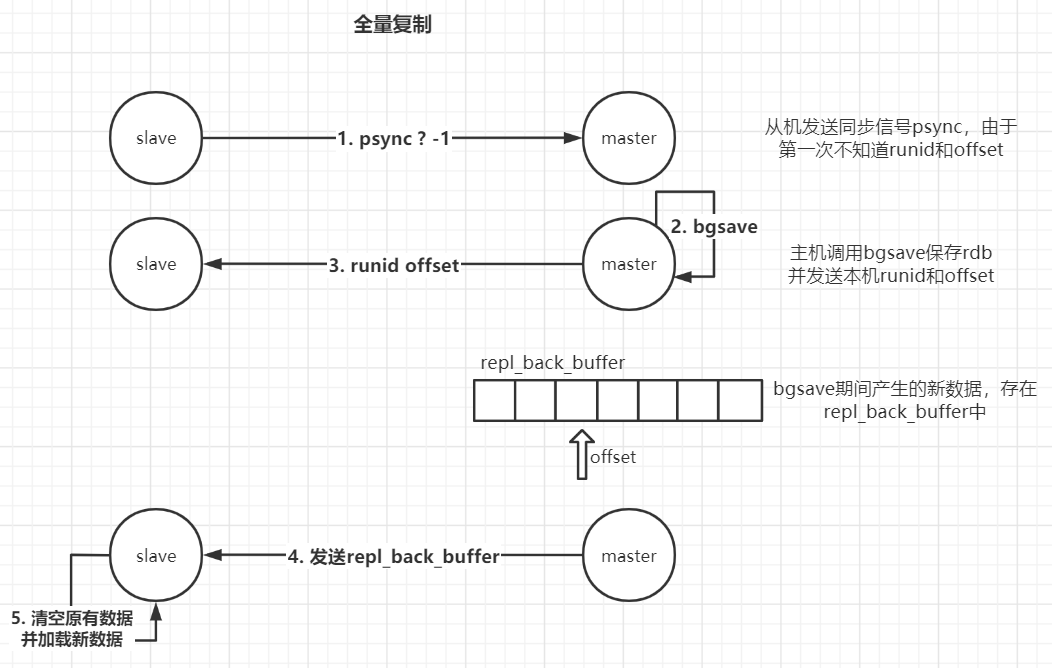 全量复制
slave
1. psync ? -1
master
从机发送同步信号psync，由于
第一次不知道runid和offset
2. bgsave
slave
3. runid offset
master
主机调用bgsave保存rdb
并发送本机runid和offset
repl_back_buffer
bgsave期间产生的新数据，存在
repl_back_buffer中
offset
slave
4. 发送repl_back_buffer
master
5. 清空原有数据
并加载新数据